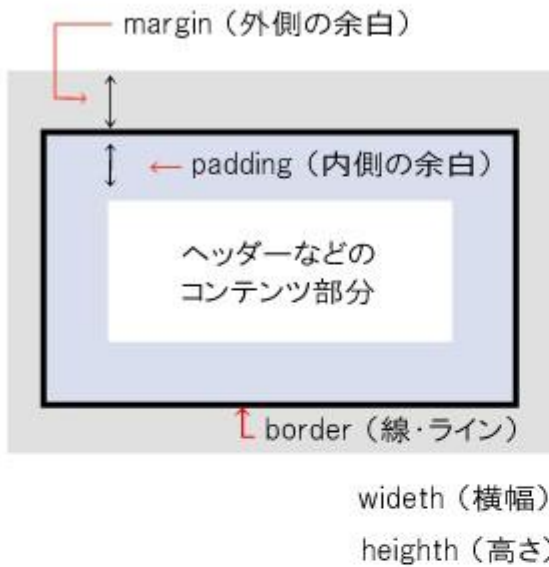 margin（外側の余白）
← padding（内側の余白）
ヘッダーなどの
コンテンツ部分
border（線・ライン）
wideth（横幅）
heighth（高さ）